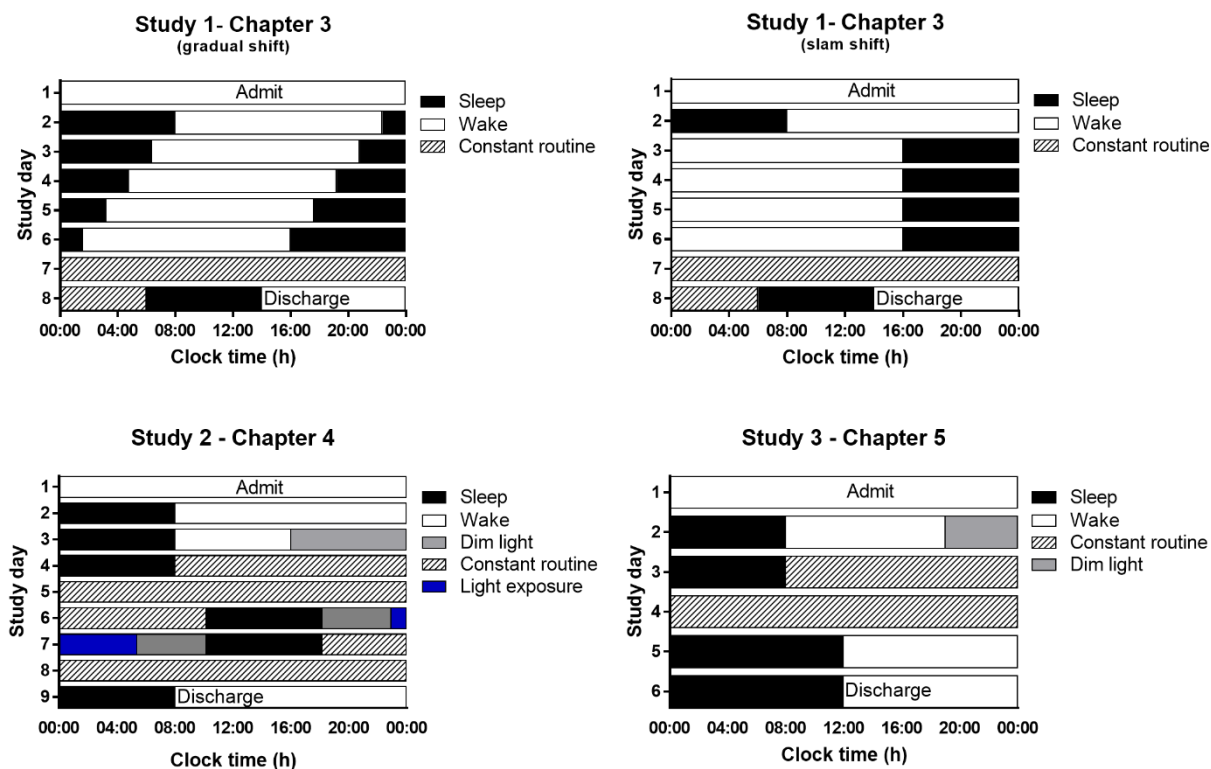 Study 1- Chapter 3
(gradual shift)
Study day
1
2
3
4
5
6
7
8
Admit
Discharge
00:00 04:00 08:00 12:00 16:00 20:00 00:00
Clock time (h)
Sleep
Wake
Constant routine
Study 1- Chapter 3
(slam shift)
Study day
1
2
3
4
5
6
7
8
Admit
Discharge
00:00 04:00 08:00 12:00 16:00 20:00 00:00
Clock time (h)
Sleep
Wake
Constant routine
Study 2 - Chapter 4
Study day
1
2
3
4
5
6
7
8
9
Admit
Discharge
00:00 04:00 08:00 12:00 16:00 20:00 00:00
Clock time (h)
Sleep
Wake
Dim light
Constant routine
Light exposure
Study 3 - Chapter 5
Study day
1
2
3
4
5
6
Admit
Discharge
00:00 04:00 08:00 12:00 16:00 20:00 00:00
Clock time (h)
Sleep
Wake
Constant routine
Dim light